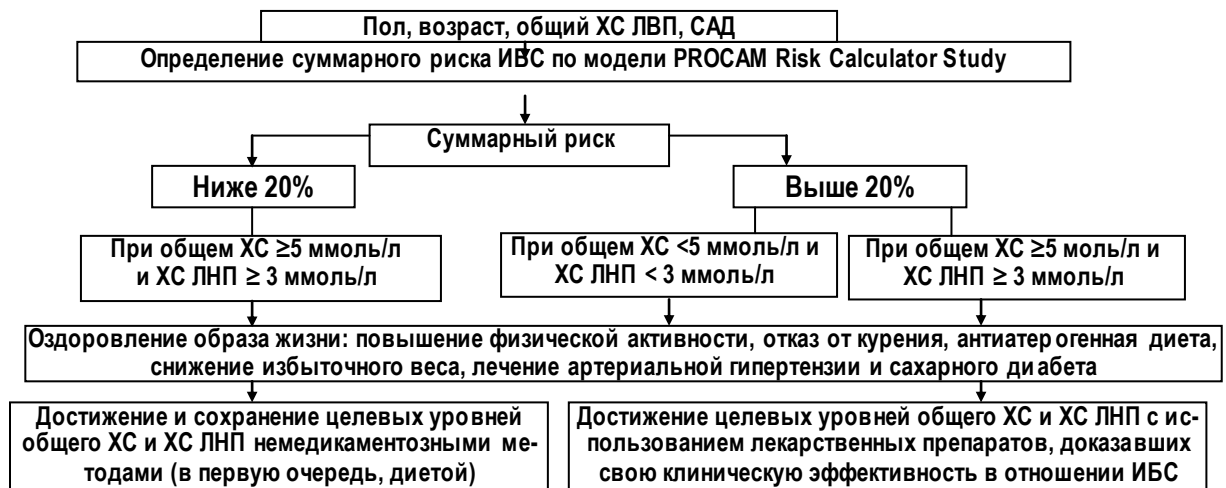 Пол, возраст, общий ХС ЛВП, САД
Определение суммарного риска ИВС по модели PROCAM Risk Calculator Study
Суммарный риск
Ниже 20%
Выше 20%
При общем ХС ≥5 ммоль/л
и ХС ЛНП ≥ 3 ммоль/л
При общем ХС <5 ммоль/л и
ХС ЛНП < 3 ммоль/л
При общем ХС ≥5 моль/л и
ХС ЛНП ≥ 3 ммоль/л
Оздоровление образа жизни: повышение физической активности, отказ от курения, антиатерогенная диета,
снижение избыточного веса, лечение артериальной гипертензии и сахарного диабета
Достижение и сохранение целевых уровней
общего ХС и ХС ЛНП немедикаментозными ме-
тодами (в первую очередь, диетой)
Достижение целевых уровней общего ХС и ХС ЛНП с ис-
пользованием лекарственных препаратов, доказавших
свою клиническую эффективность в отношении ИБС